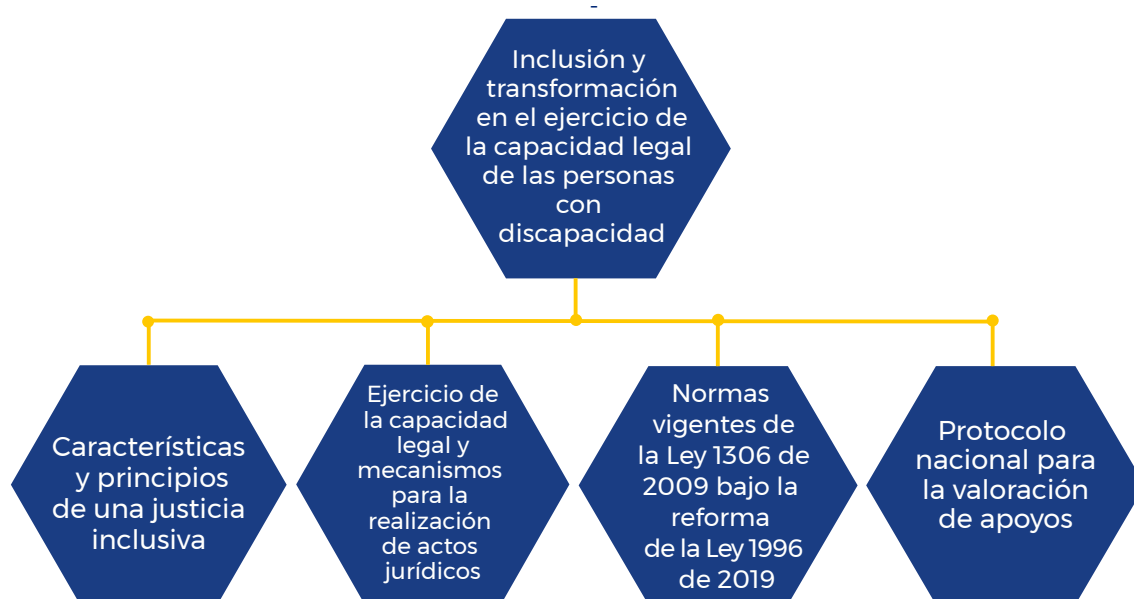 Inclusión y
transformación
en el ejercicio de
la capacidad legal
de las personas
con
discapacidad
Características
y principios
de una justicia
inclusiva
Ejercicio de
la capacidad
legal y
mecanismos
para la
realización
de actos
jurídicos
Normas
vigentes de
la Ley 1306 de
2009 bajo la
reforma
de la Ley 1996
de 2019
Protocolo
nacional para
la valoración
de apoyos